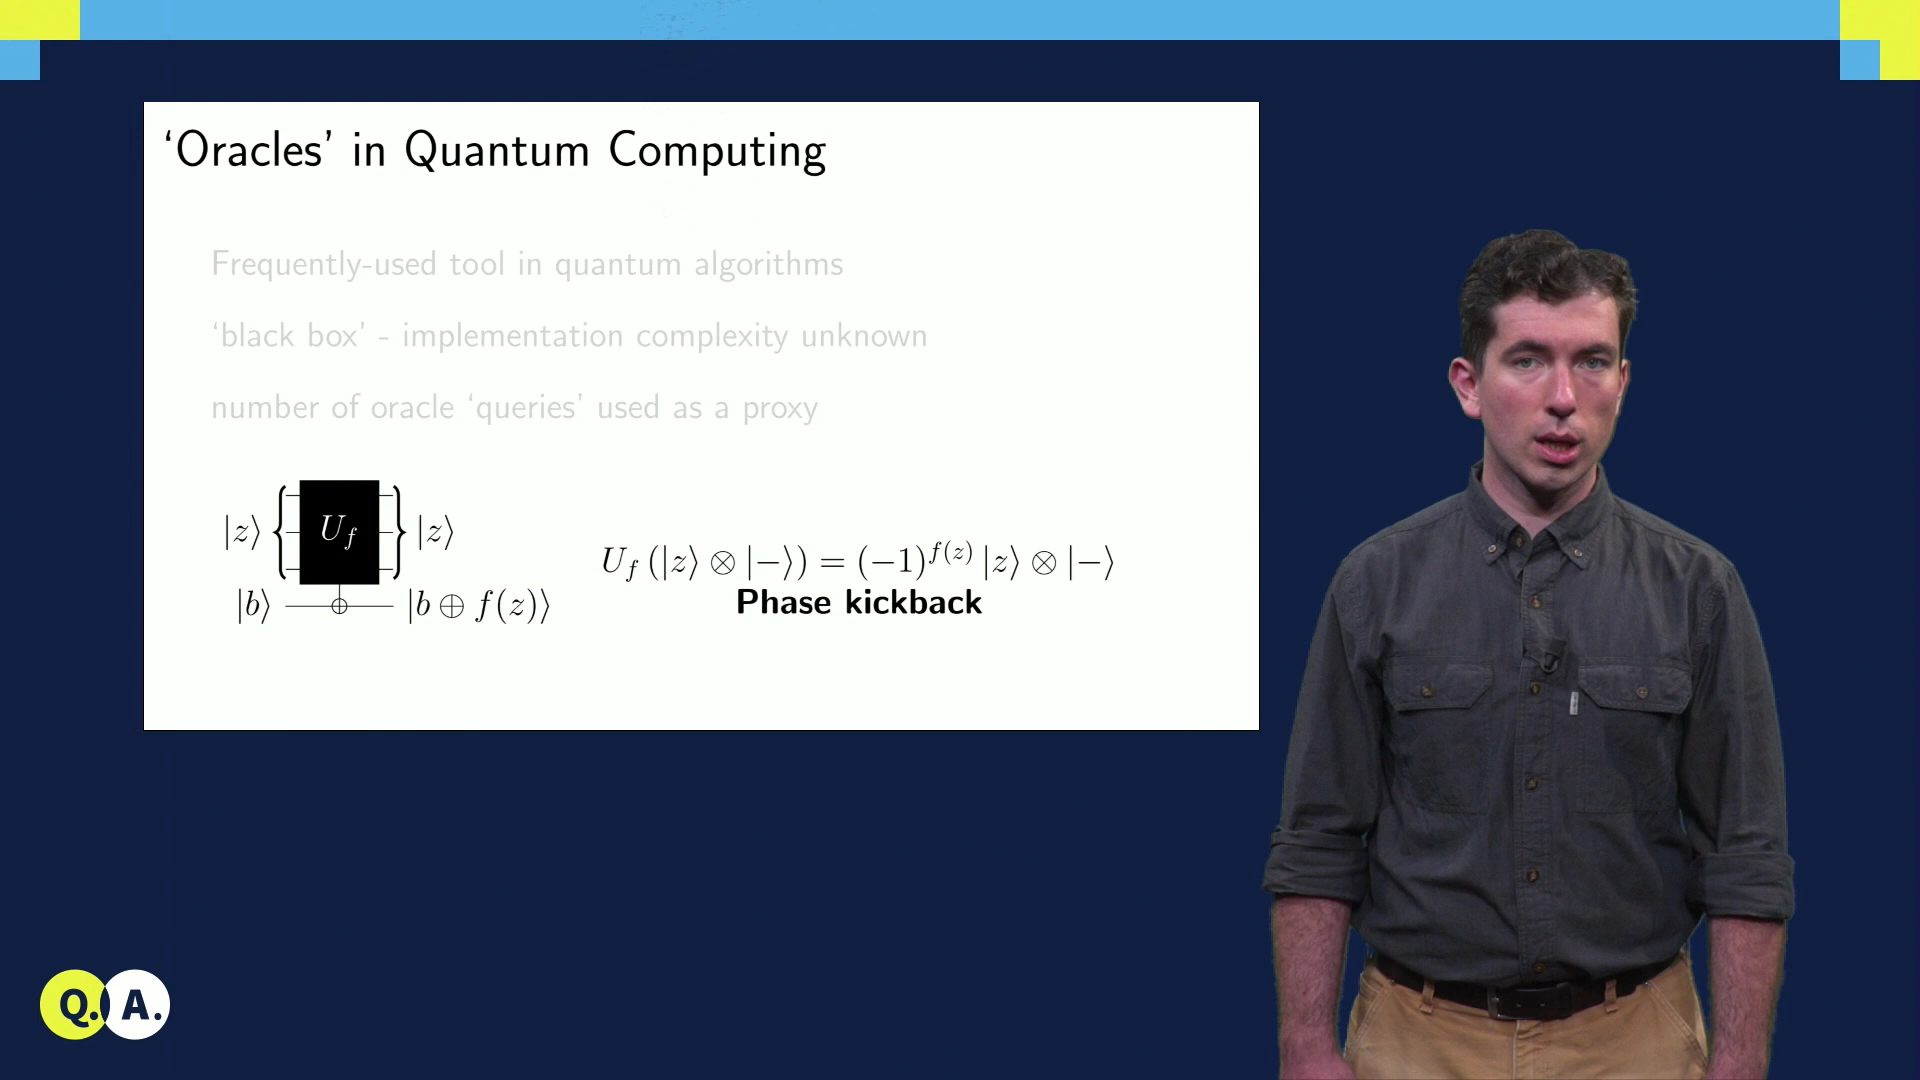 ‘Oracles’ in Quantum Computing
Frequently-used tool in quantum algorithms
‘black box’ - implementation complexity unknown
number of oracle ‘queries’ used as a proxy
|z⟩ U_f |z⟩
|b⟩ |b ⊕ f(z)⟩
U_f (|z⟩ ⊗ |−⟩) = (−1)^{f(z)} |z⟩ ⊗ |−⟩
Phase kickback
Q. A.